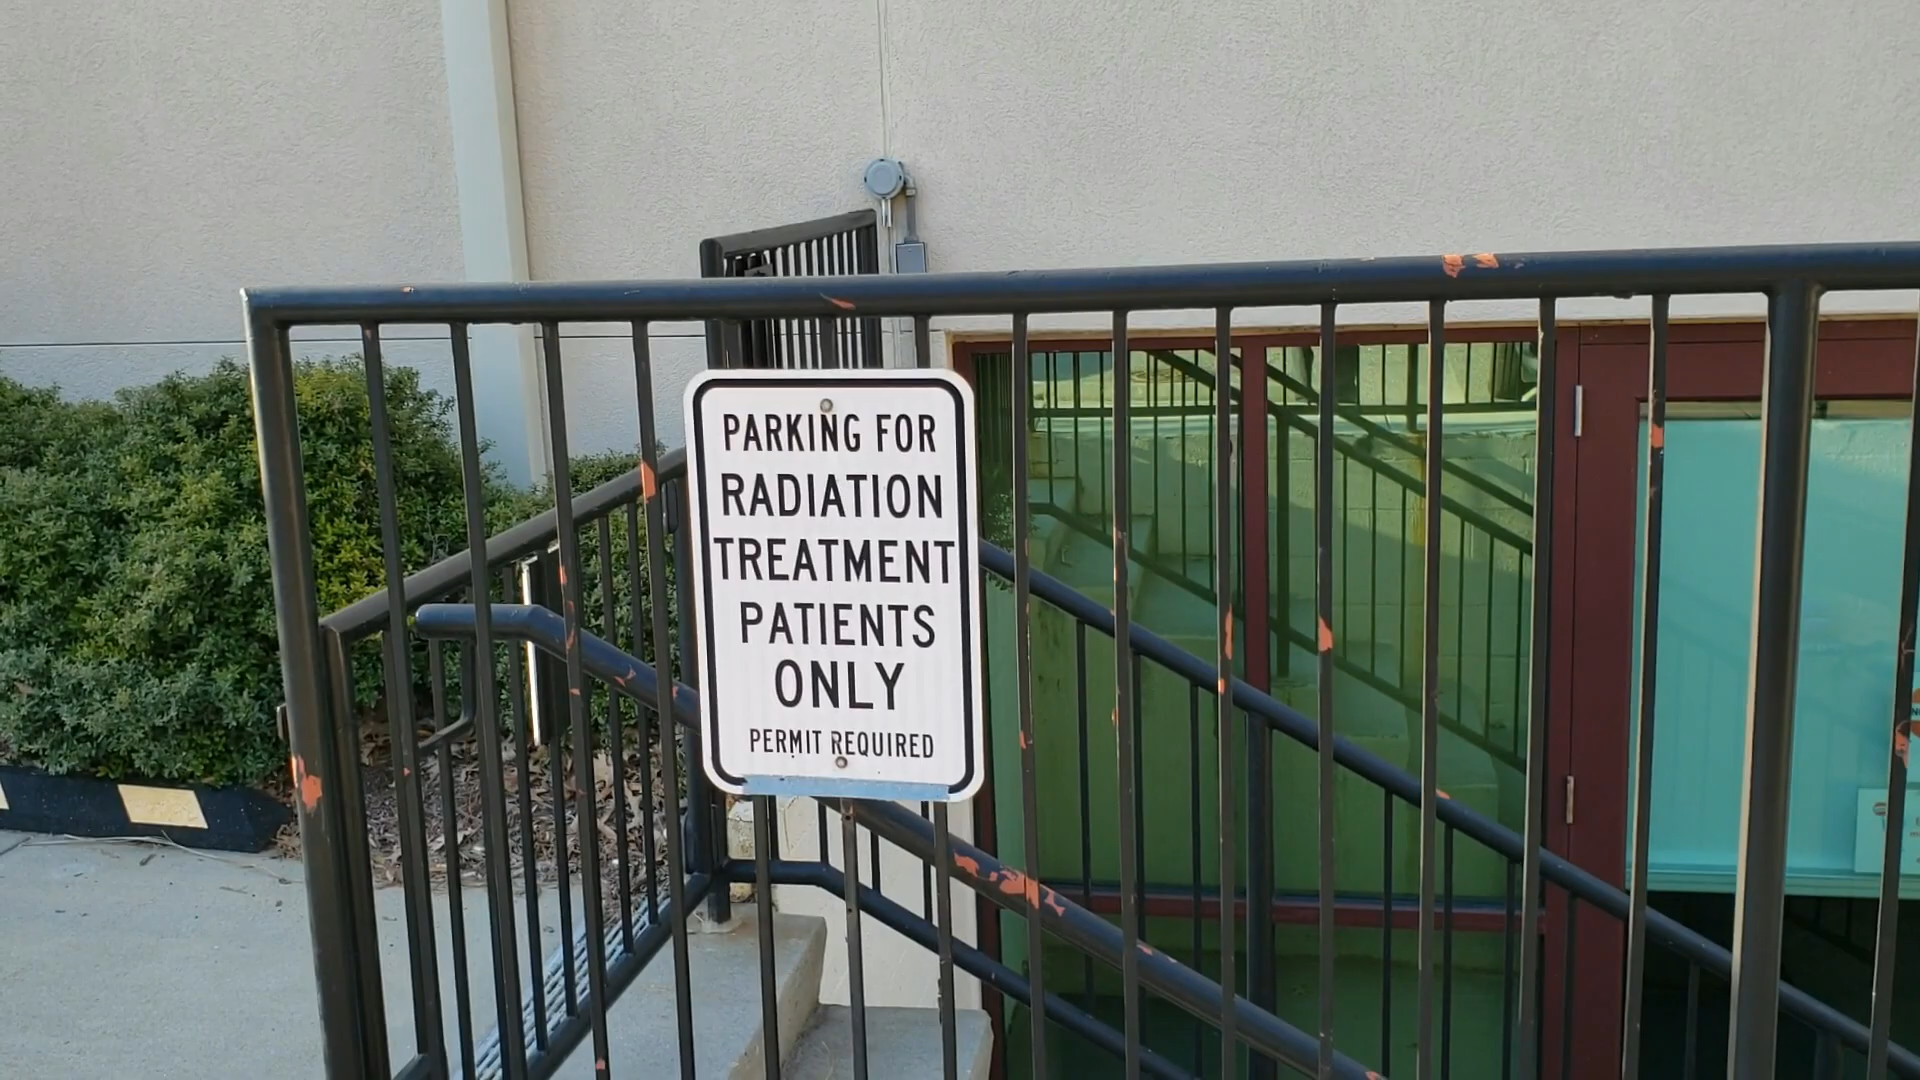 PARKING FOR
RADIATION
TREATMENT
PATIENTS
ONLY
PERMIT REQUIRED